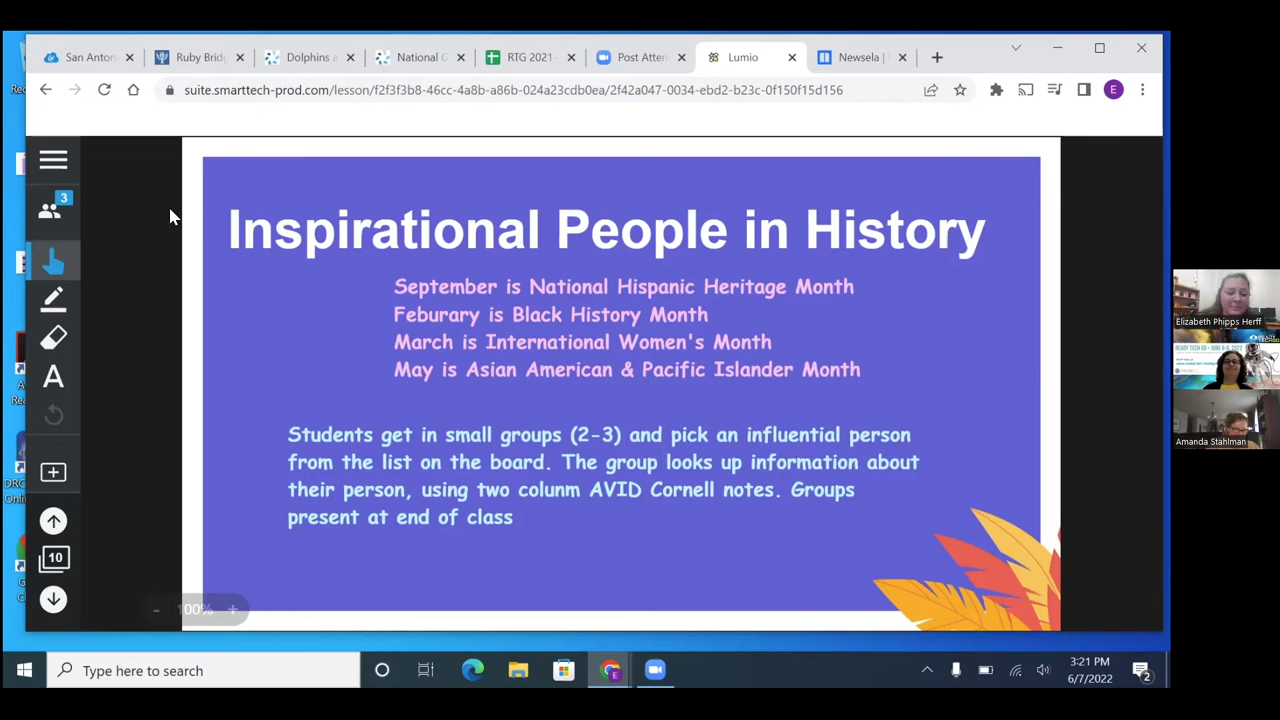 San Anton
Ruby Bridg
Dolphins a
National G
RTG 2021-
Post Atten
Lumio
Newsela |
suite.smarttech-prod.com/lesson/f2f3f3b8-46cc-4a8b-a86b-024a23cdb0ea/2f42a047-0034-ebd2-b23c-0f150f15d156
E
3
Inspirational People in History
September is National Hispanic Heritage Month
Feburary is Black History Month
March is International Women's Month
May is Asian American & Pacific Islander Month
Students get in small groups (2-3) and pick an influential person
from the list on the board. The group looks up information about
their person, using two colunm AVID Cornell notes. Groups
present at end of class
A
10
- 100% +
Elizabeth Phipps Herff
Amanda Stahlman
Type here to search
3:21 PM
6/7/2022
2